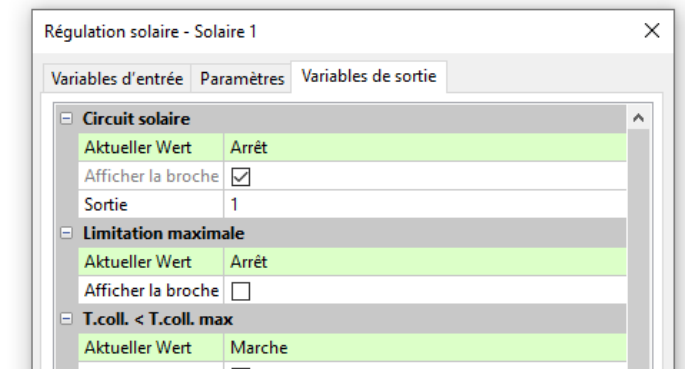 Régulation solaire - Solaire 1
Variables d'entrée Paramètres Variables de sortie
Circuit solaire
Aktueller Wert Arrêt
Afficher la broche
Sortie 1
Limitation maximale
Aktueller Wert Arrêt
Afficher la broche
T.coll. < T.coll. max
Aktueller Wert Marche